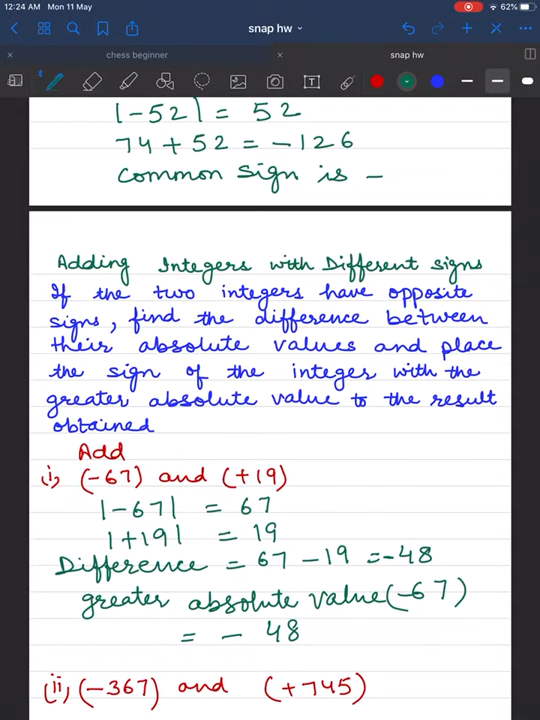 12:24 AM Mon 11 May
62%
snap hw
chess beginner
snap hw
|-52| = 52
74 + 52 = -126
Common sign is -
Adding Integers with Different signs
If the two integers have opposite
signs, find the difference between
their absolute values and place
the sign of the integer with the
greater absolute value to the result
obtained
Add
(i, (-67) and (+19)
|-67| = 67
|+19| = 19
Difference = 67 - 19 = -48
greater absolute value (-67)
= - 48
(ii, (-367) and (+745)